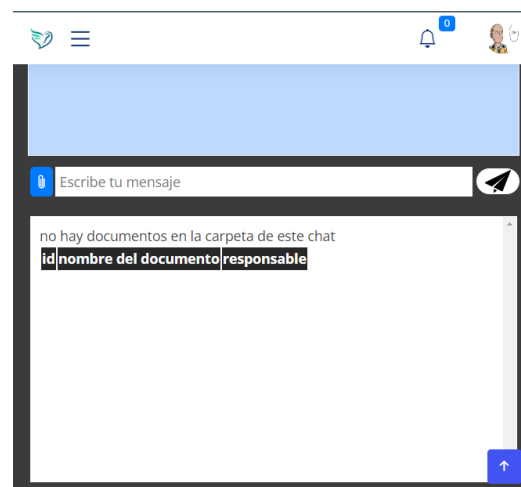 0
Escribe tu mensaje
no hay documentos en la carpeta de este chat
id nombre del documento responsable